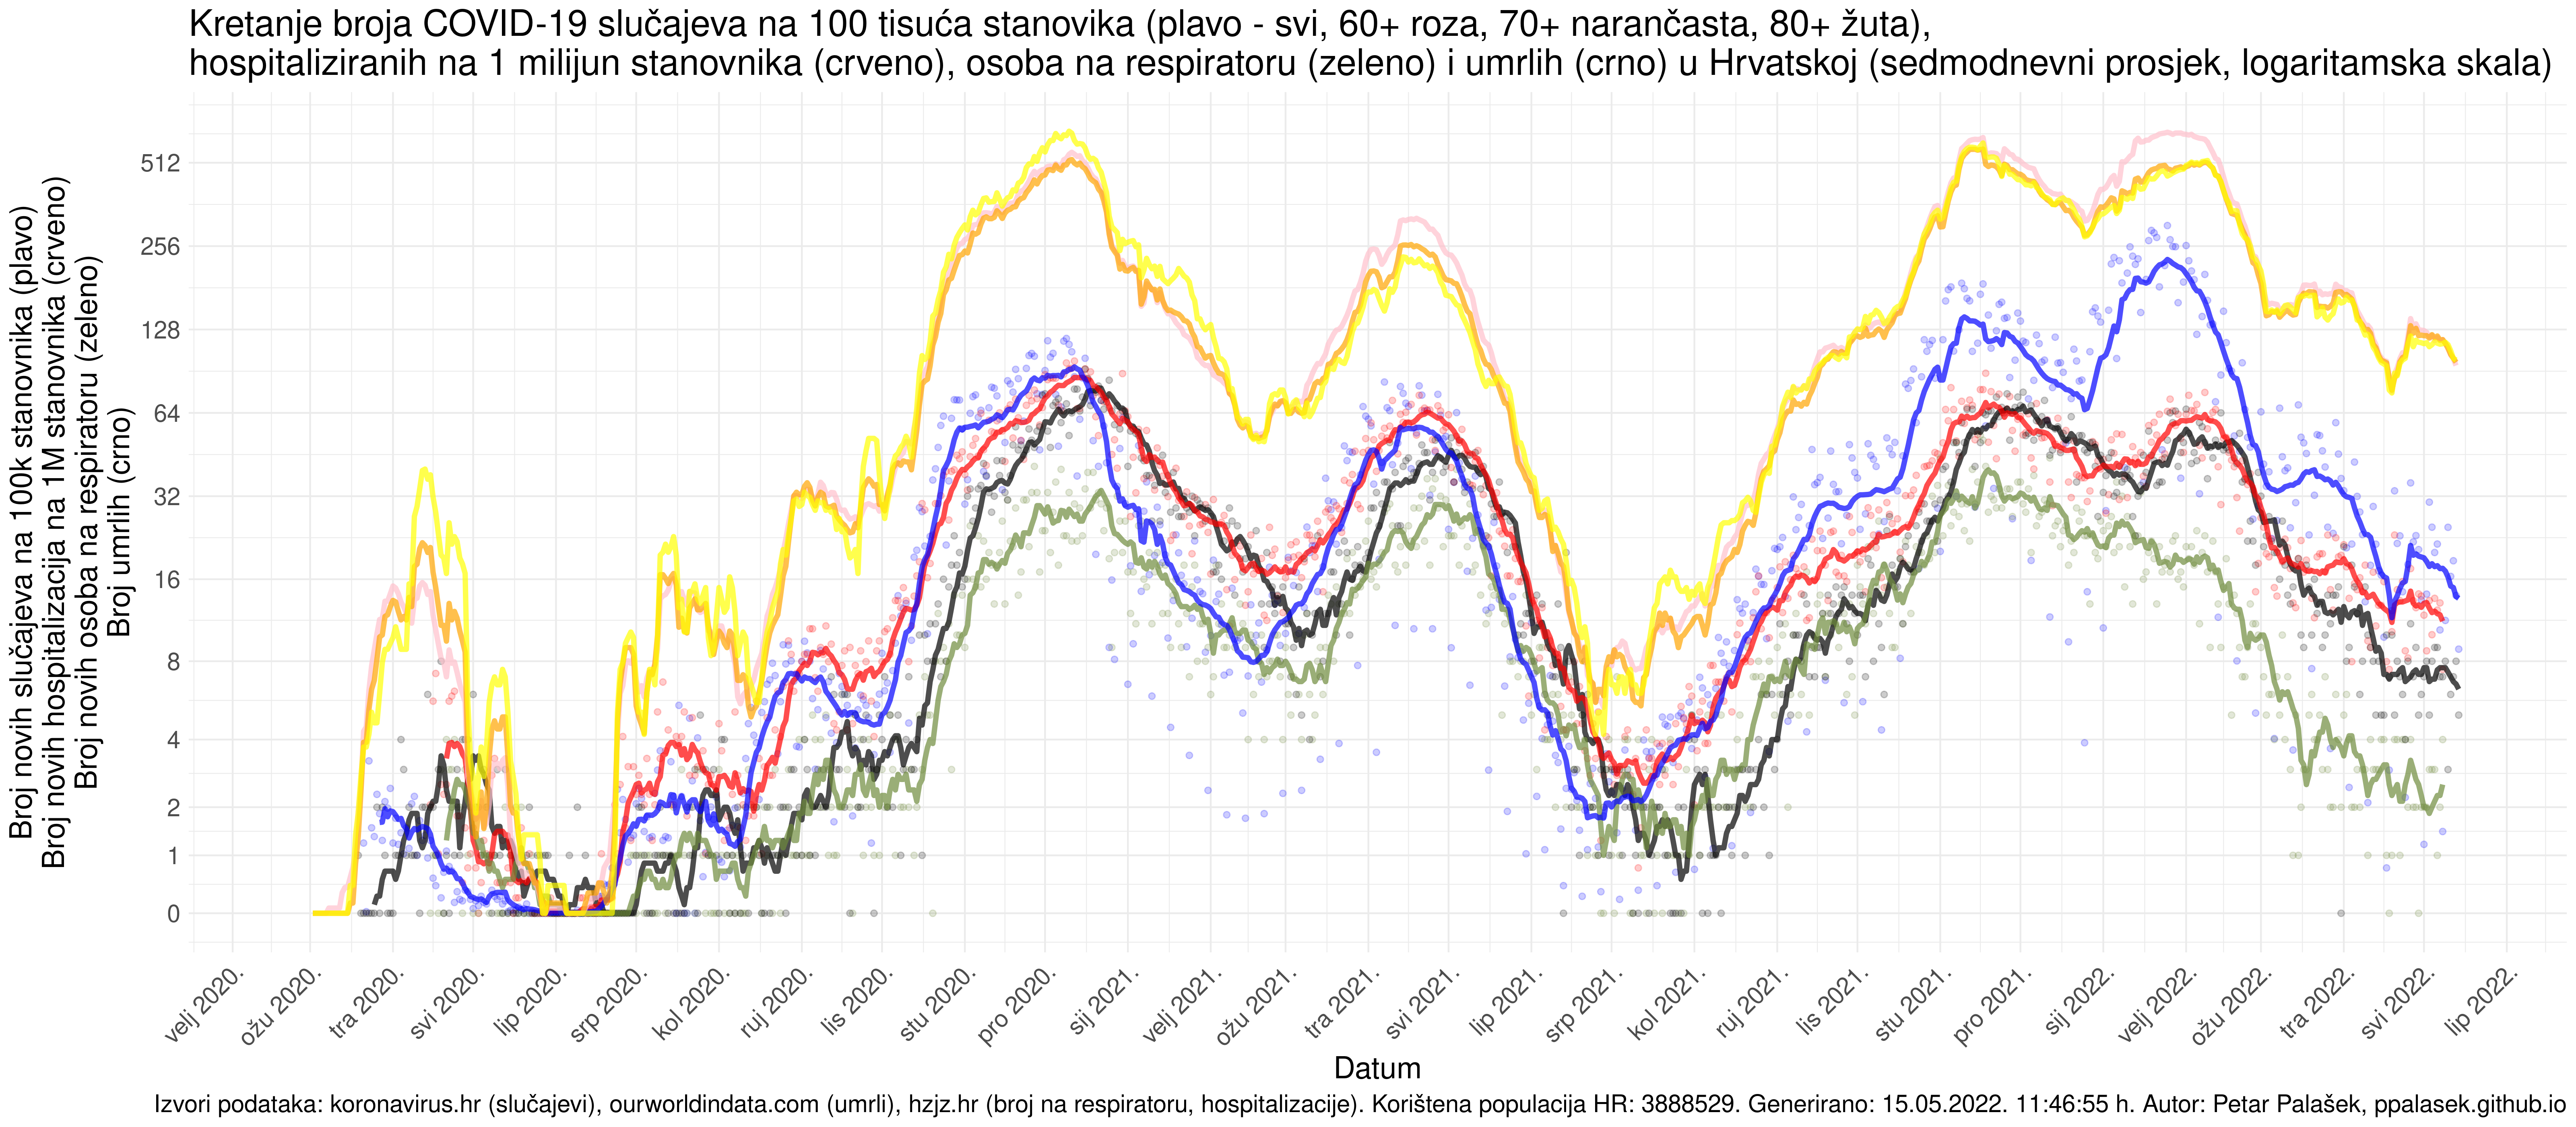 Kretanje broja COVID-19 slučajeva na 100 tisuća stanovika (plavo - svi, 60+ roza, 70+ narančasta, 80+ žuta),
hospitaliziranih na 1 milijun stanovnika (crveno), osoba na respiratoru (zeleno) i umrlih (crno) u Hrvatskoj (sedmodnevni prosjek, logaritamska skala)
Broj novih slučajeva na 100k stanovnika (plavo)
Broj novih hospitalizacija na 1M stanovnika (crveno)
Broj novih osoba na respiratoru (zeleno)
Broj umrlih (crno)
512
256
128
64
32
16
8
4
2
1
0
velj 2020.
ožu 2020.
tra 2020.
svi 2020.
lip 2020.
srp 2020.
kol 2020.
ruj 2020.
lis 2020.
stu 2020.
pro 2020.
sij 2021.
velj 2021.
ožu 2021.
tra 2021.
svi 2021.
lip 2021.
srp 2021.
kol 2021.
ruj 2021.
lis 2021.
stu 2021.
pro 2021.
sij 2022.
velj 2022.
ožu 2022.
tra 2022.
svi 2022.
lip 2022.
Datum
Izvori podataka: koronavirus.hr (slučajevi), ourworldindata.com (umrli), hzjz.hr (broj na respiratoru, hospitalizacije). Korištena populacija HR: 3888529. Generirano: 15.05.2022. 11:46:55 h. Autor: Petar Palašek, ppalasek.github.io